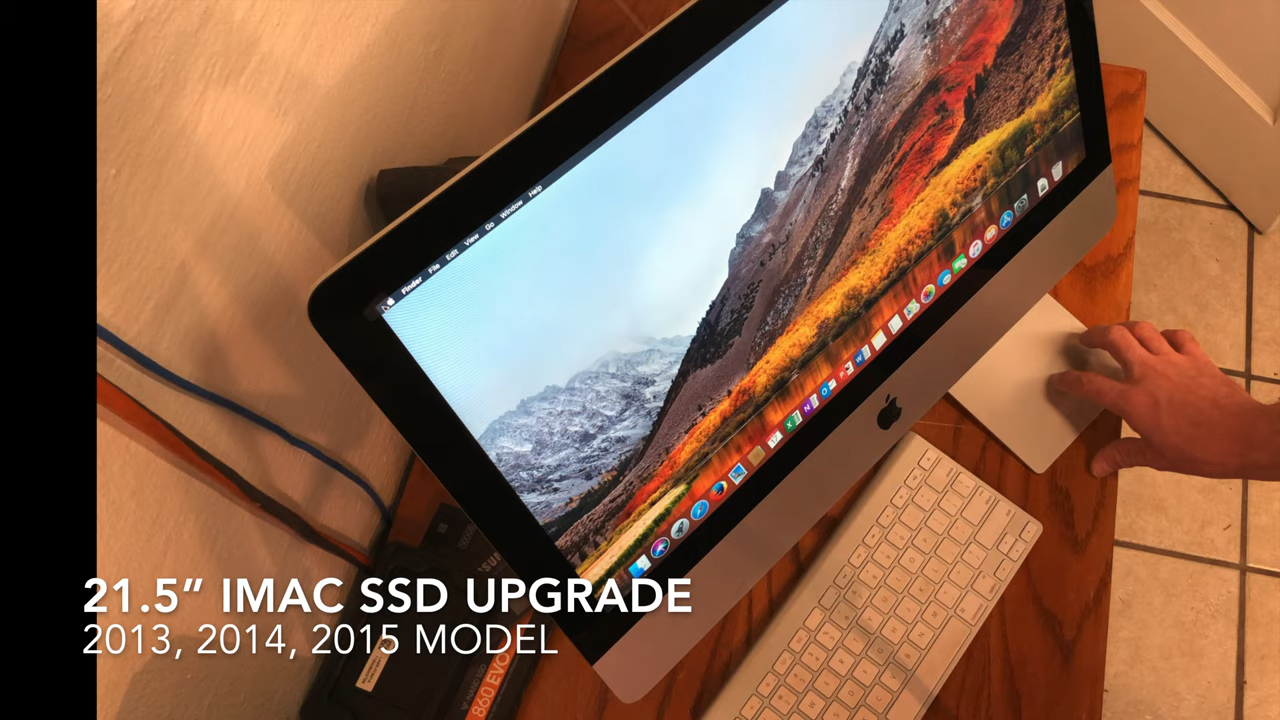 Finder File Edit View Go Window Help
21.5” IMAC SSD UPGRADE
2013, 2014, 2015 MODEL
860 EVO